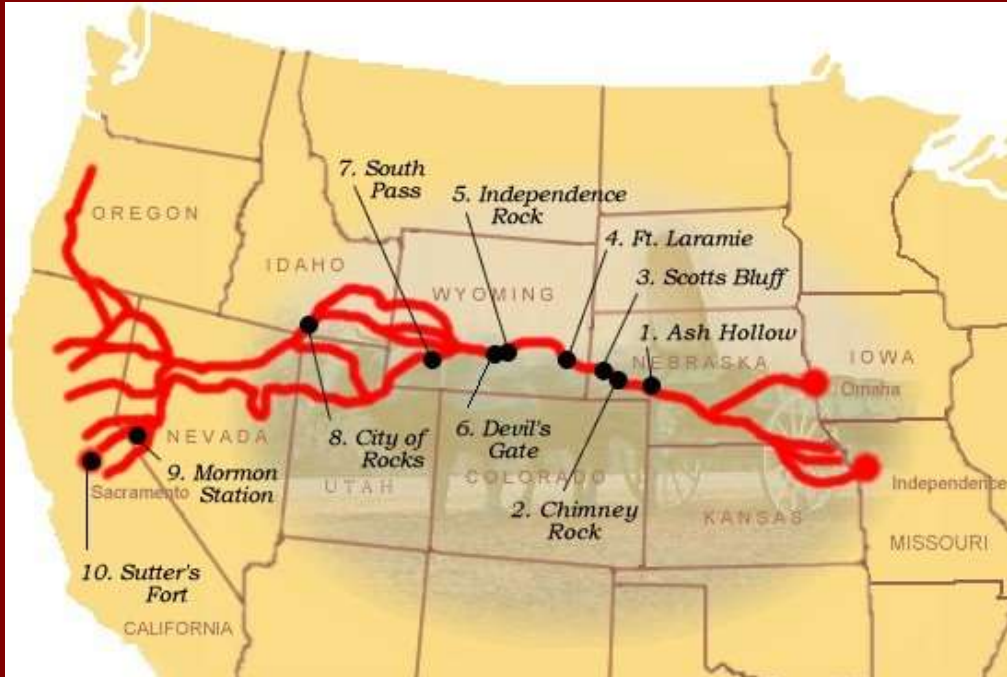 7. South
Pass
5. Independence
Rock
4. Ft. Laramie
3. Scotts Bluff
1. Ash Hollow
OREGON
IDAHO
WYOMING
NEBRASKA
IOWA
Omaha
NEVADA
8. City of
Rocks
6. Devil's
Gate
9. Mormon
Station
Sacramento
UTAH
COLORADO
2. Chimney
Rock
KANSAS
Independence
MISSOURI
10. Sutter's
Fort
CALIFORNIA